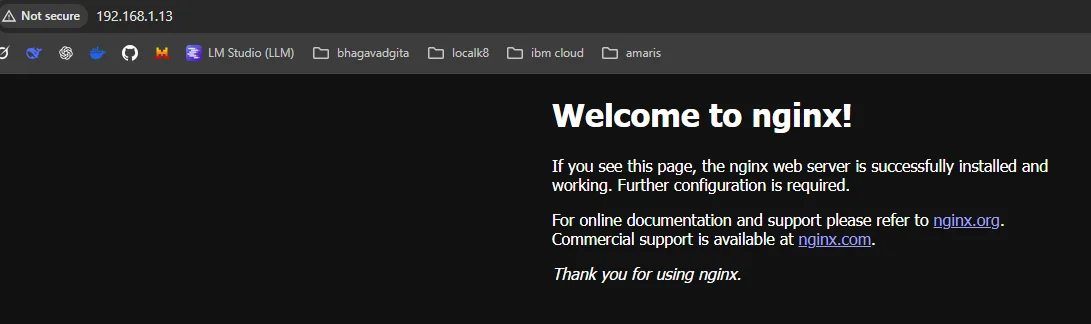 Not secure 192.168.1.13
LM Studio (LLM) bhagavadgita localk8 ibm cloud amaris
Welcome to nginx!
If you see this page, the nginx web server is successfully installed and
working. Further configuration is required.
For online documentation and support please refer to nginx.org.
Commercial support is available at nginx.com.
Thank you for using nginx.